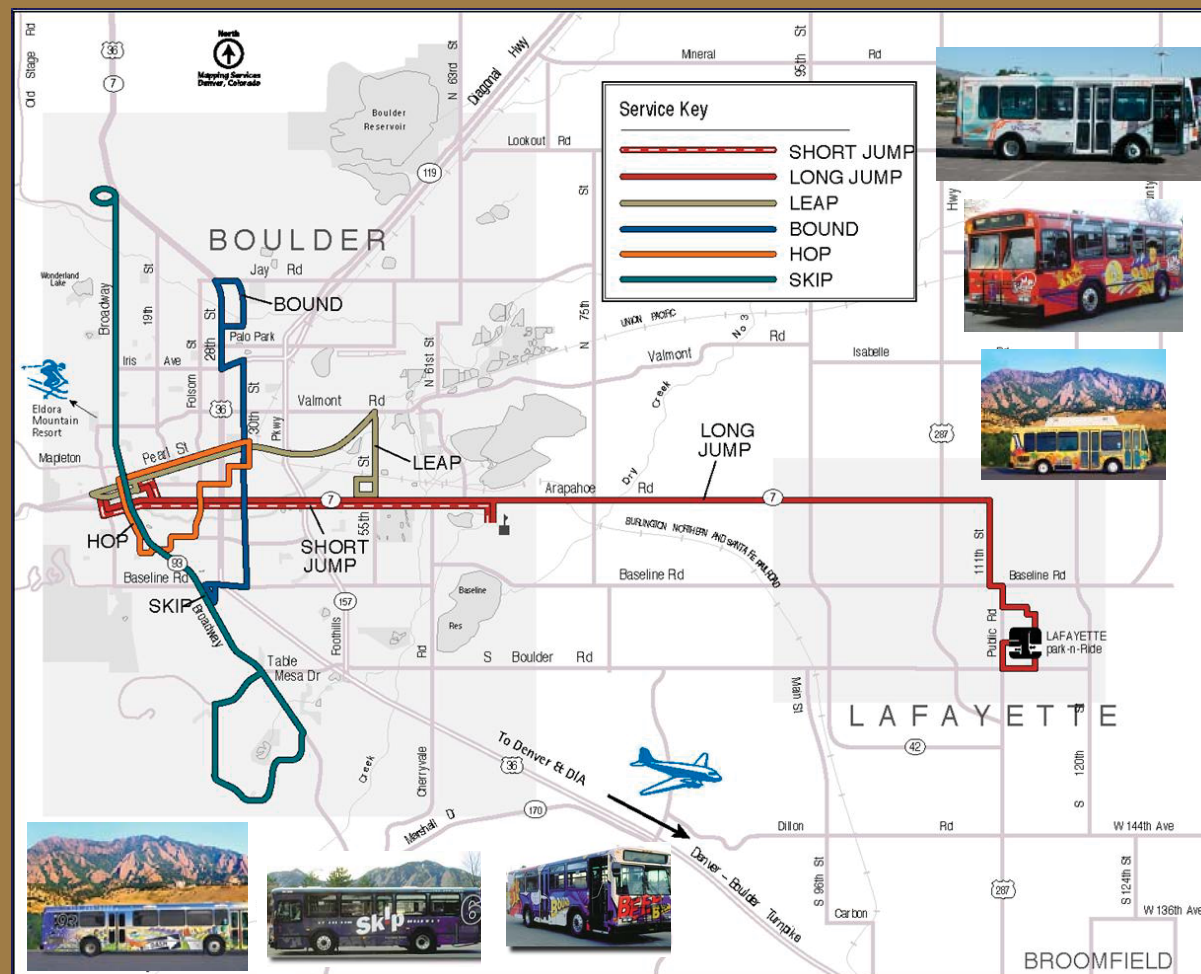 Old Stage Rd
36
7
North
Mapping Services
Denver, Colorado
N 63rd St
Diagonal Hwy
Mineral Rd
95th St
Boulder
Reservoir
Lookout Rd
119
Service Key
SHORT JUMP
LONG JUMP
LEAP
BOUND
HOP
SKIP
Hwy
BOULDER
Jay Rd
BOUND
Wonderland
Lake
Broadway
19th St
28th St
Palo Park
Iris Ave
Folsom St
N 61st St
N 75th St
UNION PACIFIC
No 3
Valmont Rd
Isabelle
Eldora
Mountain
Resort
36
30th St
Pkwy
Valmont Rd
287
Mapleton
Pearl St
LEAP
LONG
JUMP
Dry Creek
7
Arapahoe Rd
7
55th St
HOP
SHORT
JUMP
BURLINGTON NORTHERN AND SANTA FE RAILROAD
111th St
93
Baseline Rd
SKIP
Broadway
157
Foothills
Baseline
Res
Baseline Rd
Baseline Rd
Public Rd
LAFAYETTE
park-n-Ride
Table
Mesa Dr
S Boulder Rd
Main St
LAFAYETTE
42
To Denver & DIA
36
Creek
Cherryvale Rd
Marshall Dr
170
S 120th St
Dillon Rd
W 144th Ave
Denver - Boulder Turnpike
S 96th St
287
S 124th St
Carbon
W 136th Ave
BROOMFIELD
Skip